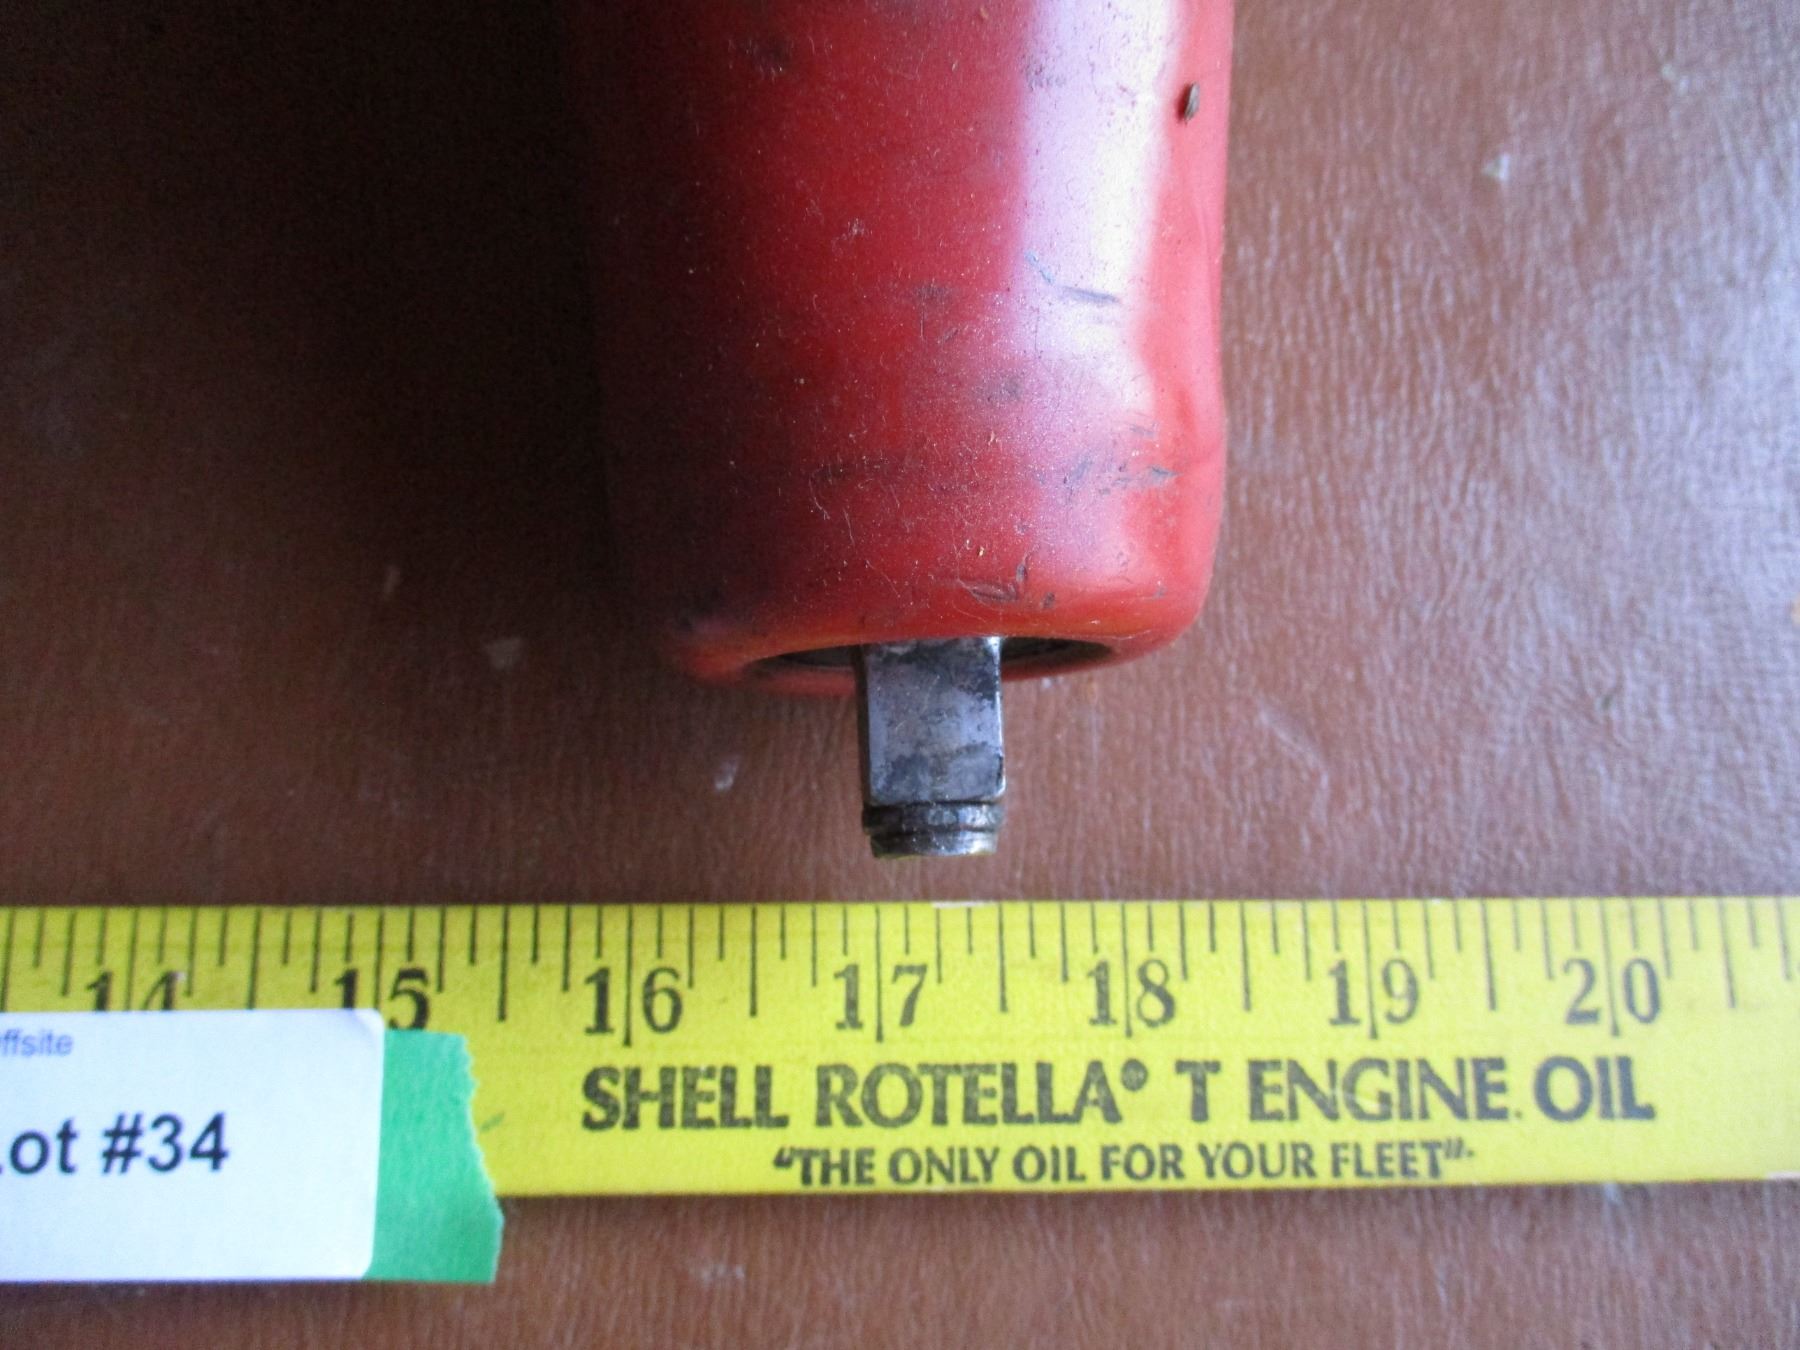 14 15 16 17 18 19 20
ffsite
SHELL ROTELLA® T ENGINE OIL
Lot #34
"THE ONLY OIL FOR YOUR FLEET".